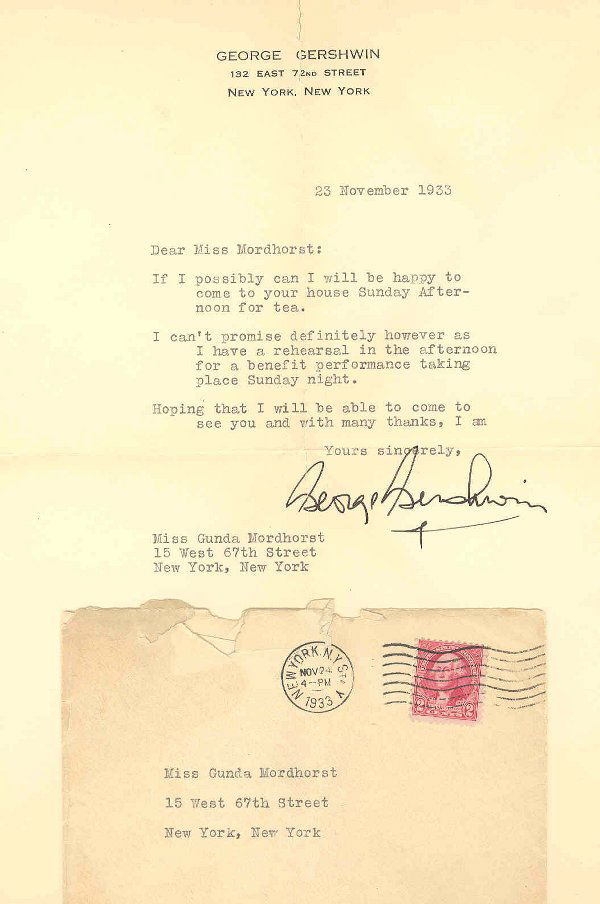 GEORGE GERSHWIN
132 EAST 72ND STREET
NEW YORK, NEW YORK
23 November 1933
Dear Miss Mordhorst:
If I possibly can I will be happy to
come to your house Sunday After-
noon for tea.
I can't promise definitely however as
I have a rehearsal in the afternoon
for a benefit performance taking
place Sunday night.
Hoping that I will be able to come to
see you and with many thanks, I am
Yours sincerely,
George Gershwin
Miss Gunda Mordhorst
15 West 67th Street
New York, New York
NEW YORK, N.Y.
NOV 24
4-PM
1933
2 2
Miss Gunda Mordhorst
15 West 67th Street
New York, New York